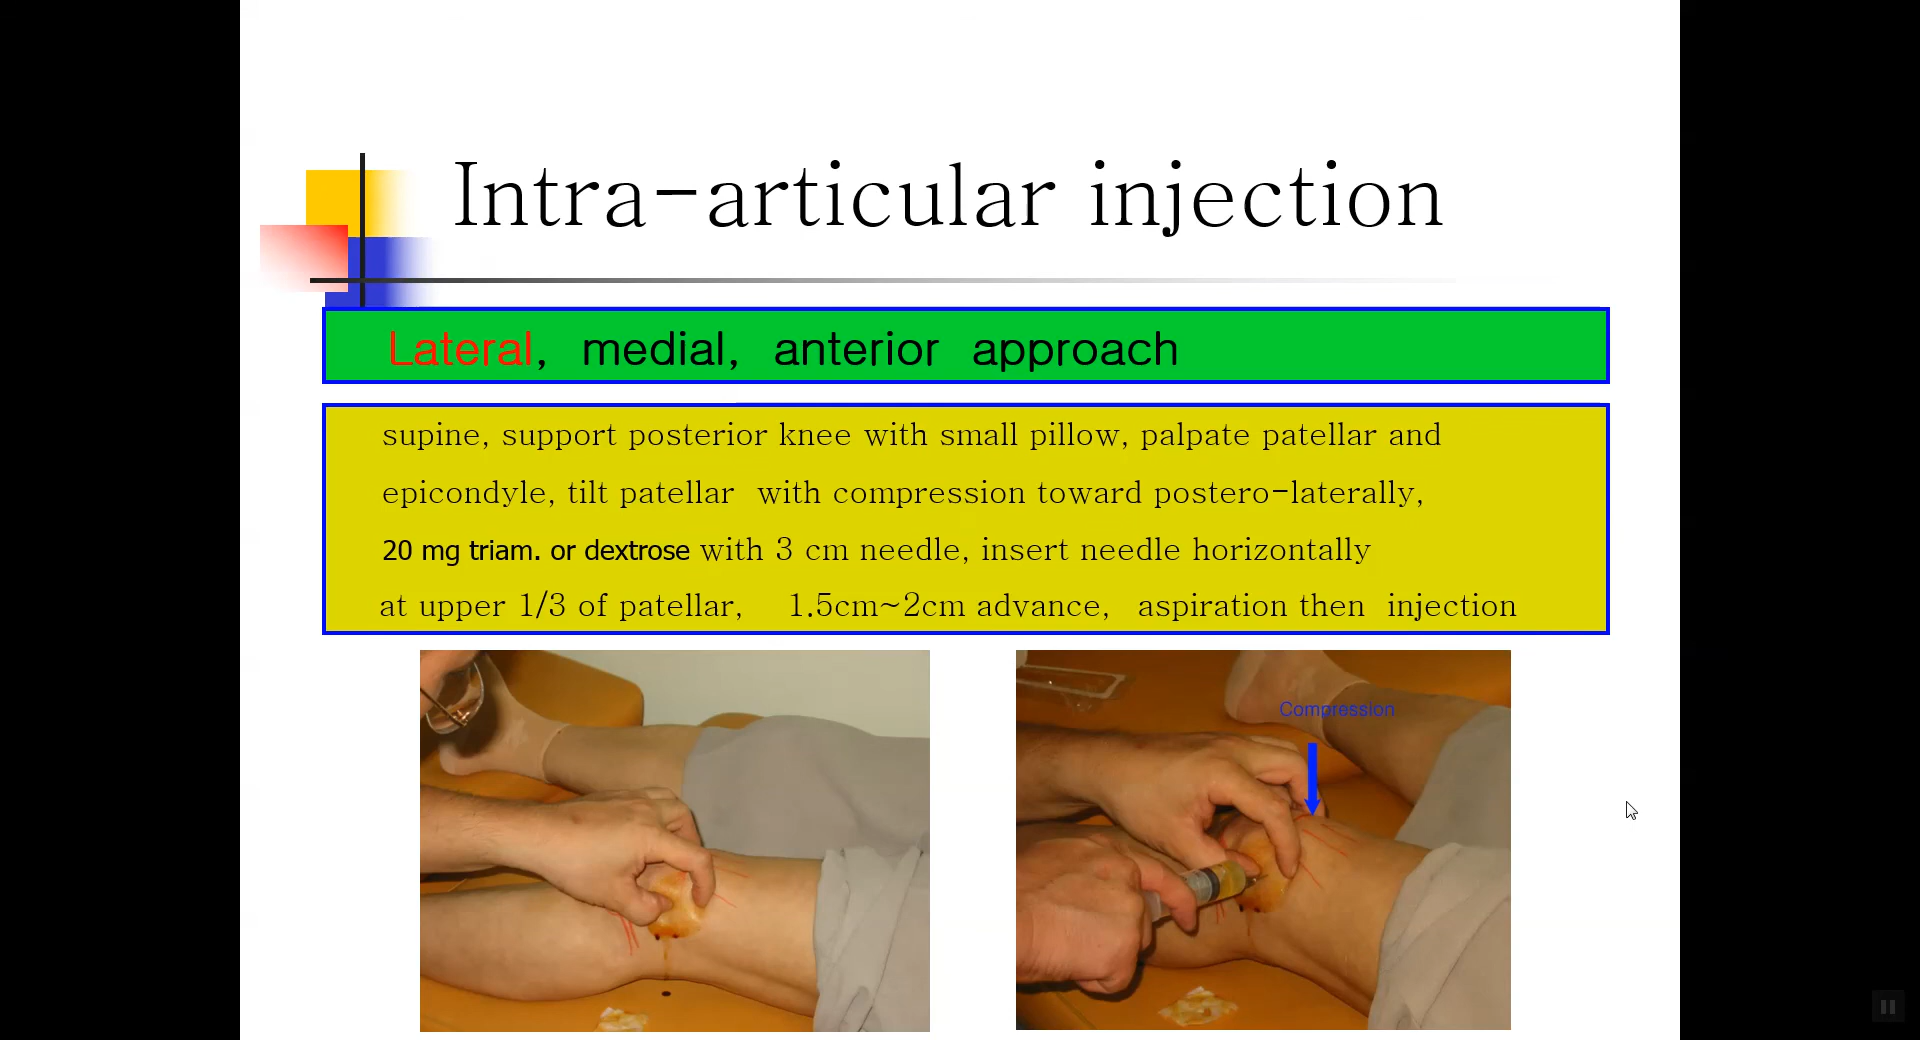 Intra-articular injection
Lateral, medial, anterior approach
supine, support posterior knee with small pillow, palpate patellar and
epicondyle, tilt patellar with compression toward postero-laterally,
20 mg triam. or dextrose with 3 cm needle, insert needle horizontally
at upper 1/3 of patellar, 1.5cm~2cm advance, aspiration then injection
Compression